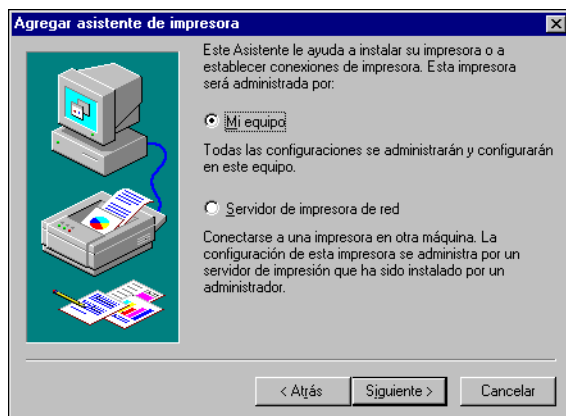 Agregar asistente de impresora
Este Asistente le ayuda a instalar su impresora o a
establecer conexiones de impresora. Esta impresora
será administrada por:
Mi equipo
Todas las configuraciones se administrarán y configurarán
en este equipo.
Servidor de impresora de red
Conectarse a una impresora en otra máquina. La
configuración de esta impresora se administra por un
servidor de impresión que ha sido instalado por un
administrador.
< Atrás
Siguiente >
Cancelar